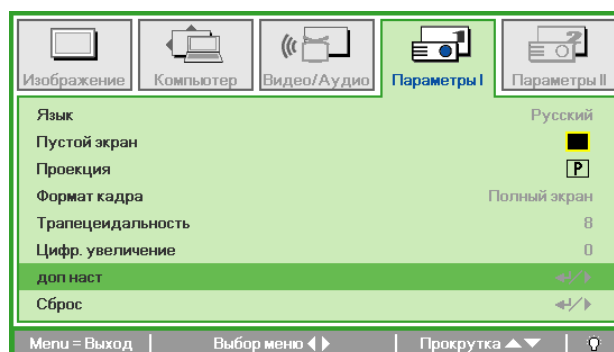 Изображение Компьютер Видео/Аудио Параметры I Параметры II
Язык Русский
Пустой экран
Проекция P
Формат кадра Полный экран
Трапецеидальность 8
Цифр. увеличение 0
доп наст
Сброс
Menu = Выход Выбор меню Прокрутка